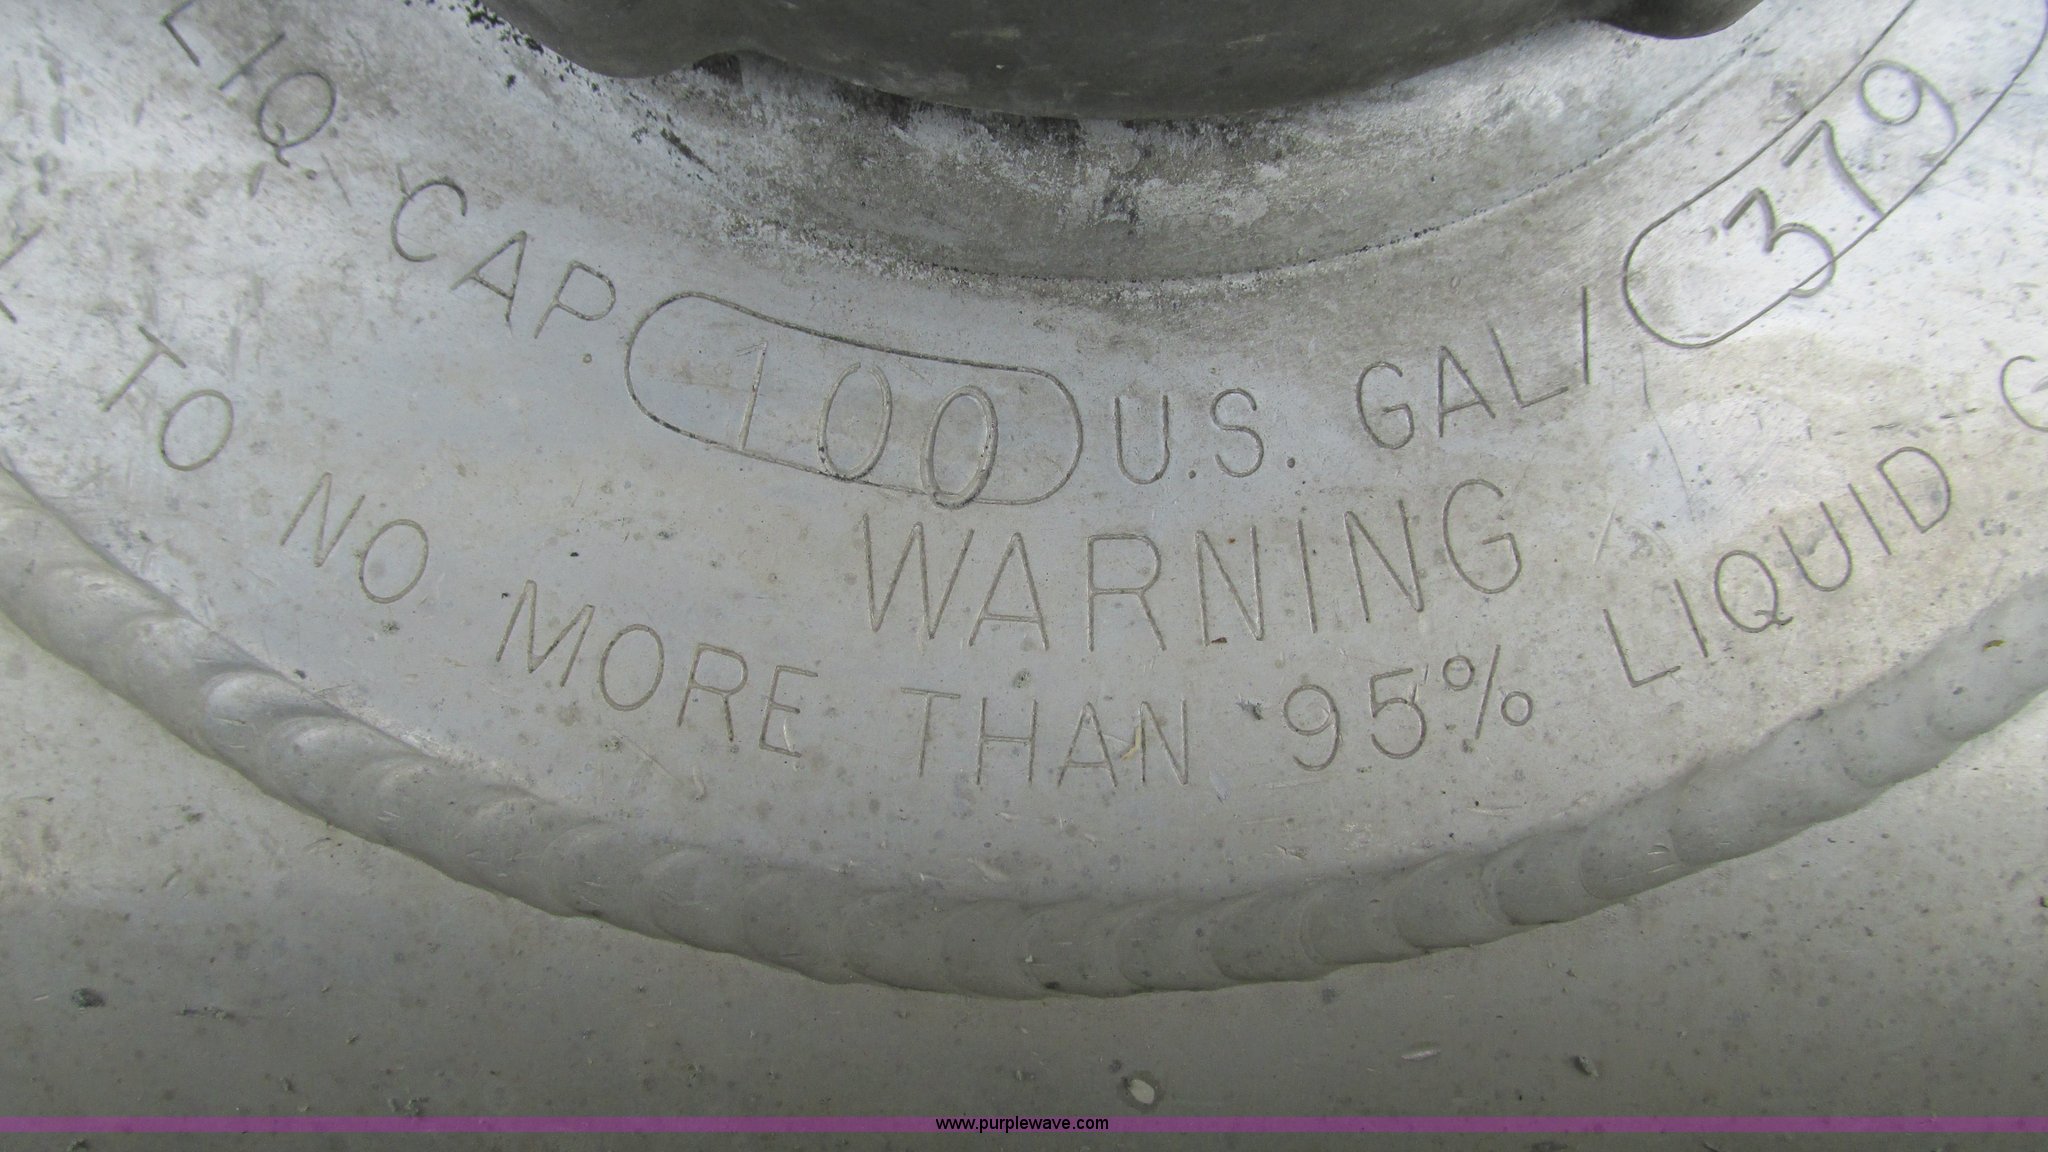 LIQ CAP. 100 U.S. GAL/ 379
WARNING
TO NO MORE THAN 95% LIQUID
www.purplewave.com